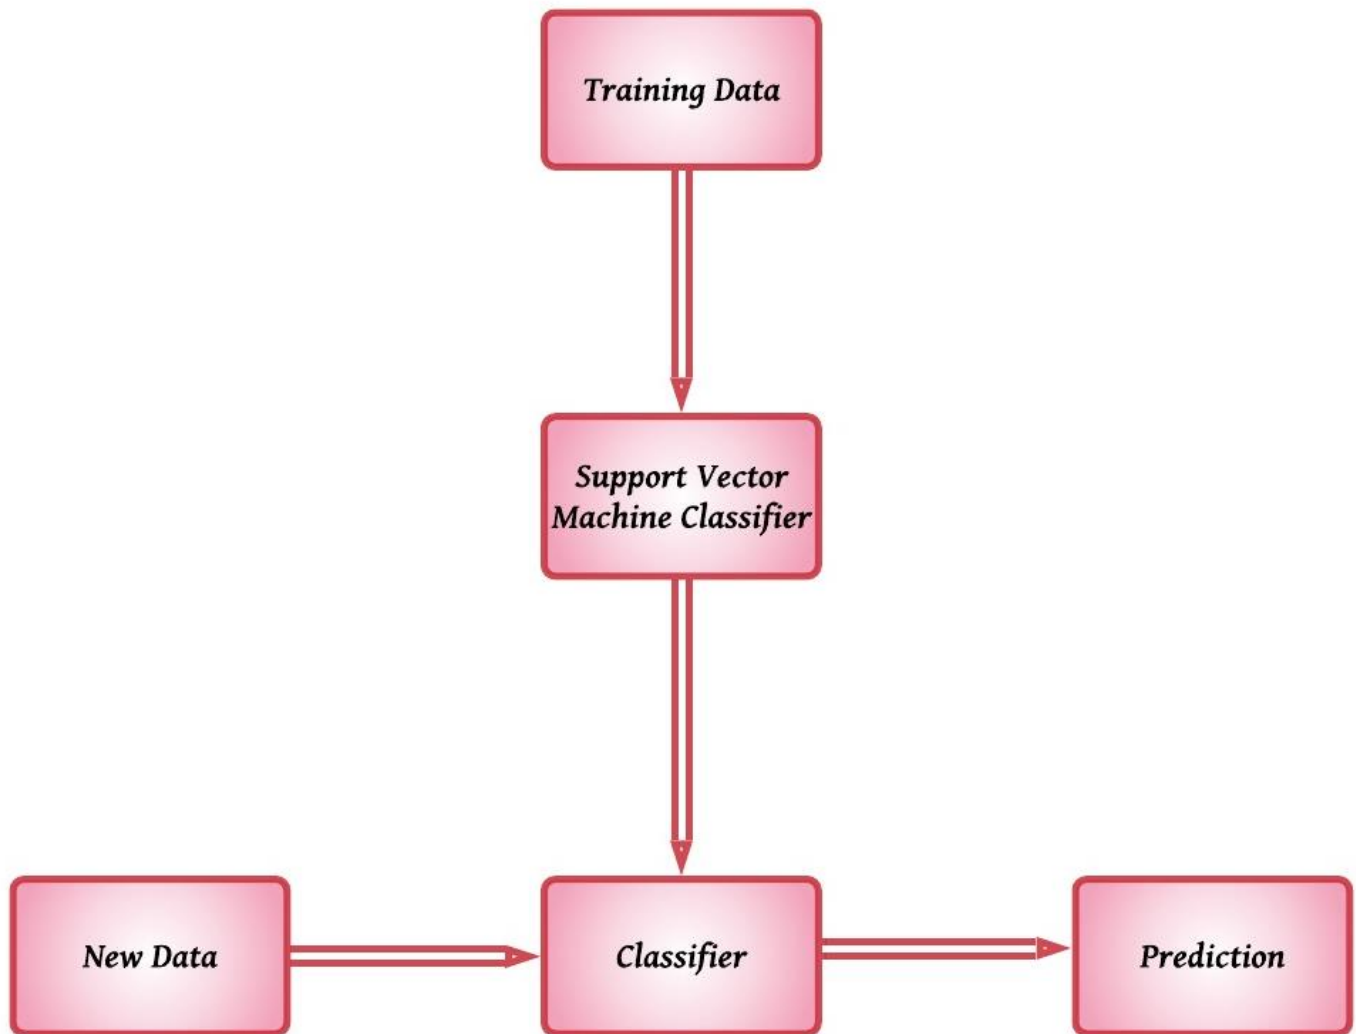 Training Data
Support Vector
Machine Classifier
New Data
Classifier
Prediction